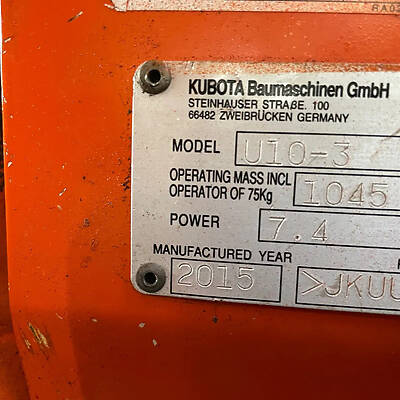 KUBOTA Baumaschinen GmbH
STEINHAUSER STRAßE. 100
66482 ZWEIBRÜCKEN GERMANY
MODEL U10-3
OPERATING MASS INCL
OPERATOR OF 75Kg 1045
POWER 7.4
MANUFACTURED YEAR
2015 >JKUU